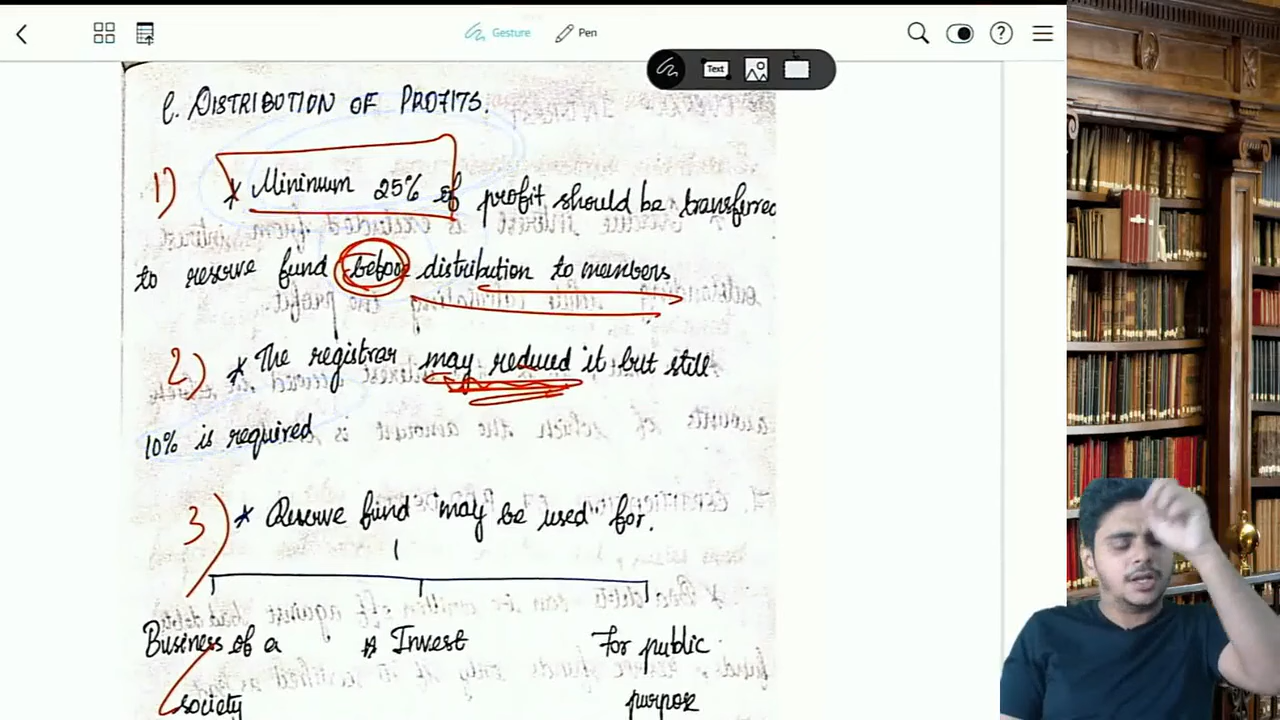 Gesture
Pen
?
Text
C. DISTRIBUTION OF PROFITS.
1) * Mininum 25% of profit should be transferred
to reserve fund before distribution to members
2) * The registrar may reduced it but still
10% is required
3) * Reserve fund "may be used" for.
Business of a
society
Invest
For public
purpose